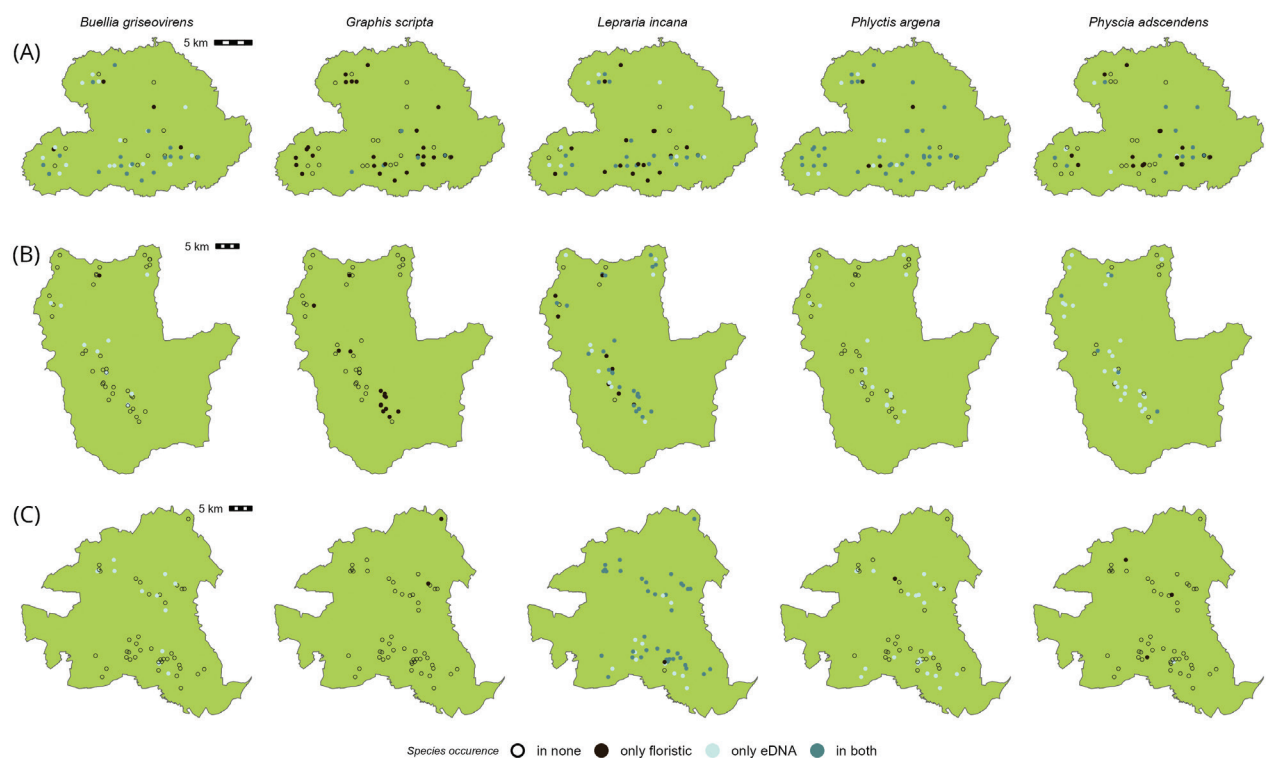 Buellia griseovirens Graphis scripta Lepraria incana Phlyctis argena Physcia adscendens
(A) 5 km
(B) 5 km
(C) 5 km
Species occurence in none only floristic only eDNA in both